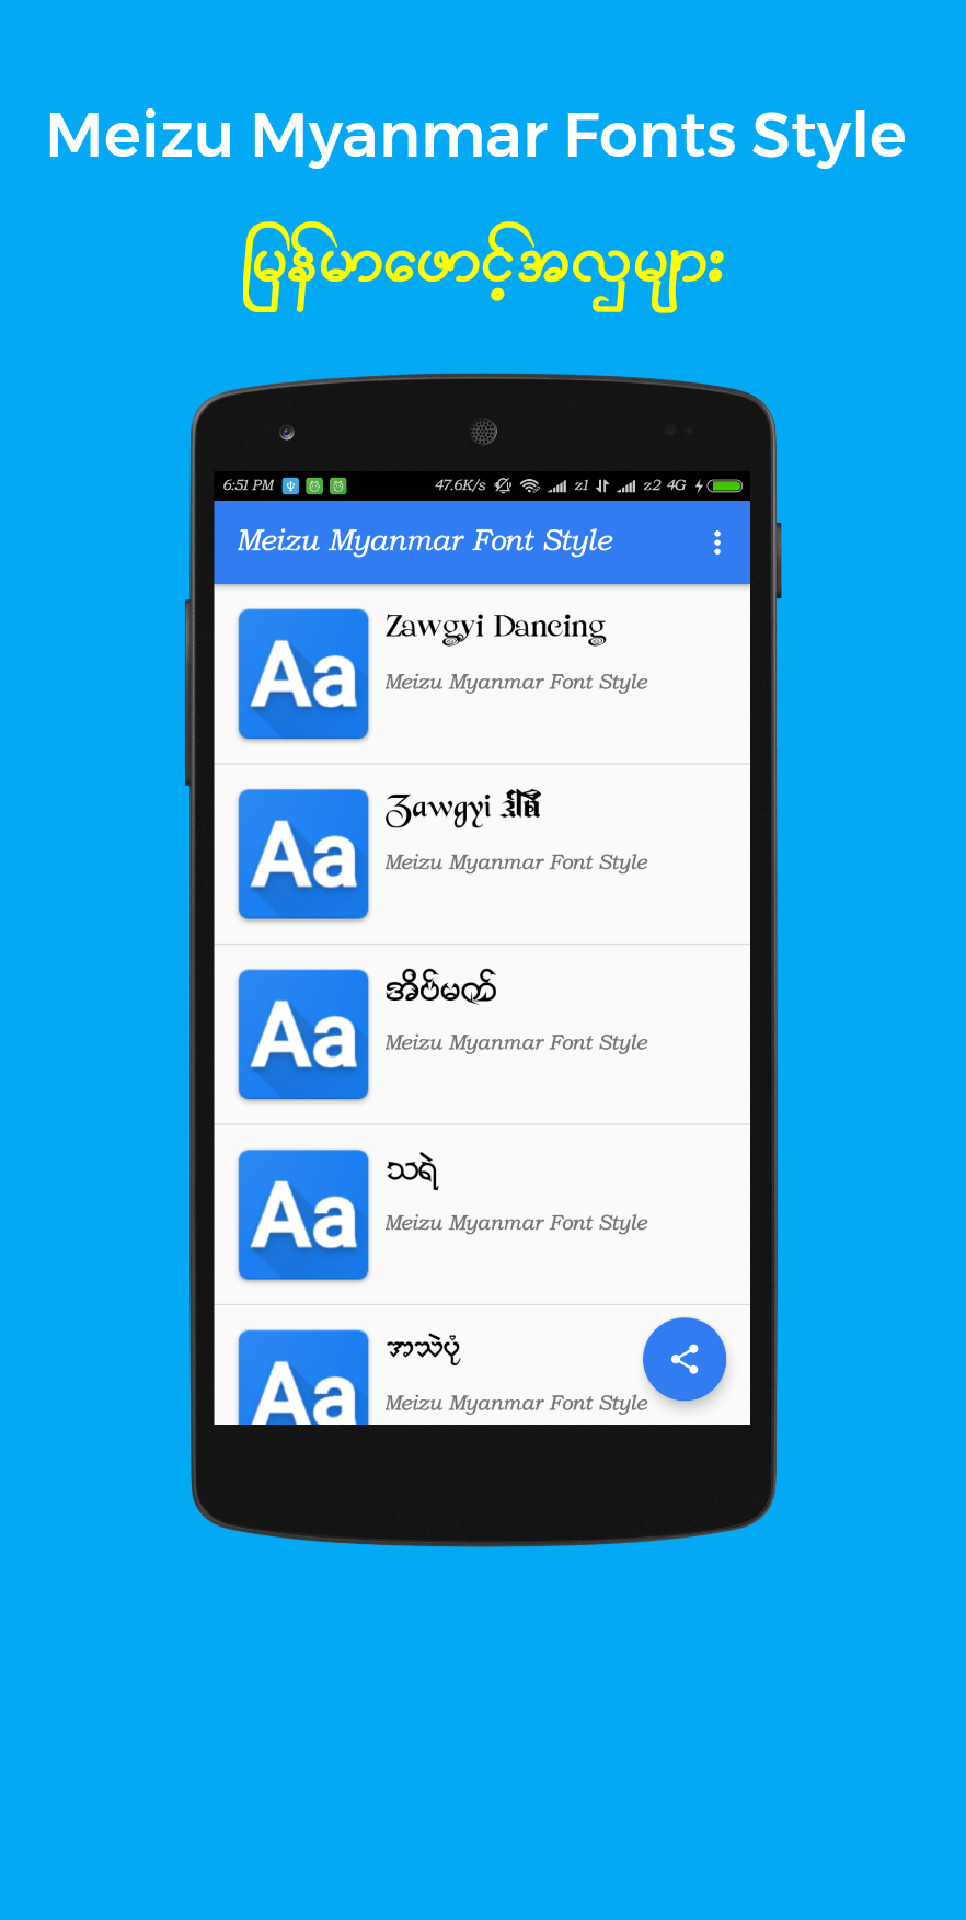 Meizu Myanmar Fonts Style
မြန်မာဖောင့်အလှများ
6:51 PM 47.6K/s z1 z2 4G
Meizu Myanmar Font Style
Aa
Zawgyi Dancing
Meizu Myanmar Font Style
Aa
Zawgyi
Meizu Myanmar Font Style
Aa
အိပ်မက်
Meizu Myanmar Font Style
Aa
သရဲ
Meizu Myanmar Font Style
Aa
အသဲပုံ
Meizu Myanmar Font Style